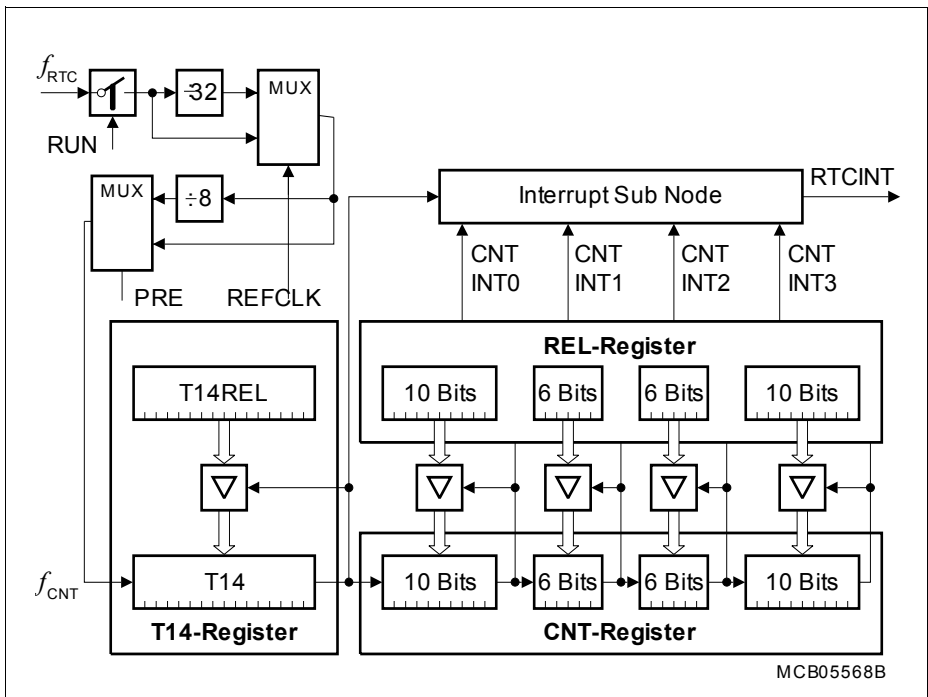 fRTC
÷32
MUX
RUN
MUX
÷8
Interrupt Sub Node
RTCINT
CNT INT0
CNT INT1
CNT INT2
CNT INT3
PRE
REFCLK
REL-Register
T14REL
10 Bits
6 Bits
6 Bits
10 Bits
fCNT
T14
10 Bits
6 Bits
6 Bits
10 Bits
T14-Register
CNT-Register
MCB05568B